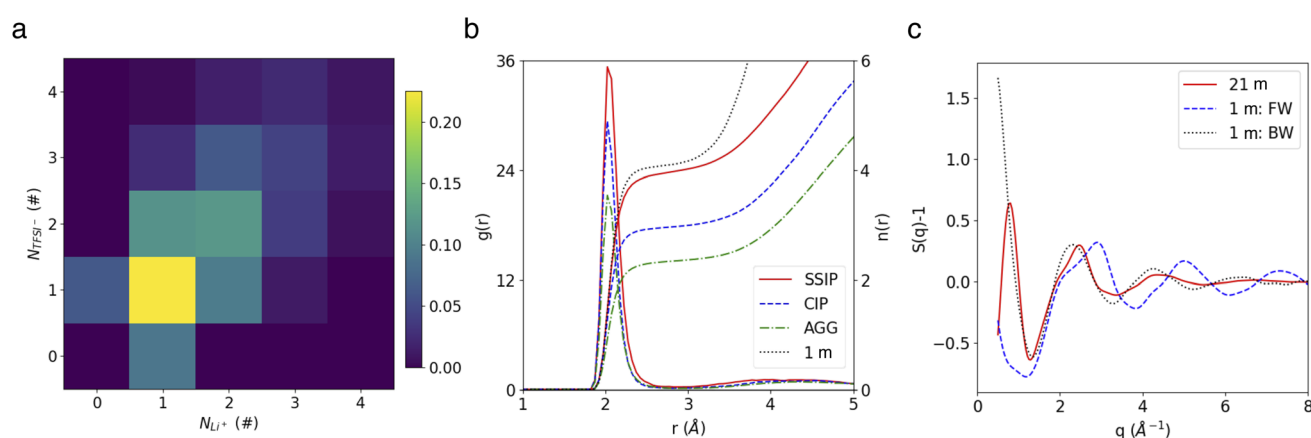 a
4
3
2
1
0
N_TFSI⁻ (#)
0
1
2
3
4
N_Li⁺ (#)
0.20
0.15
0.10
0.05
0.00
b
36
24
12
0
g(r)
1
2
3
4
5
r (Å)
6
4
2
0
n(r)
SSIP
CIP
AGG
1 m
c
1.5
1.0
0.5
0.0
−0.5
S(q)-1
0
2
4
6
8
q (Å⁻¹)
21 m
1 m: FW
1 m: BW